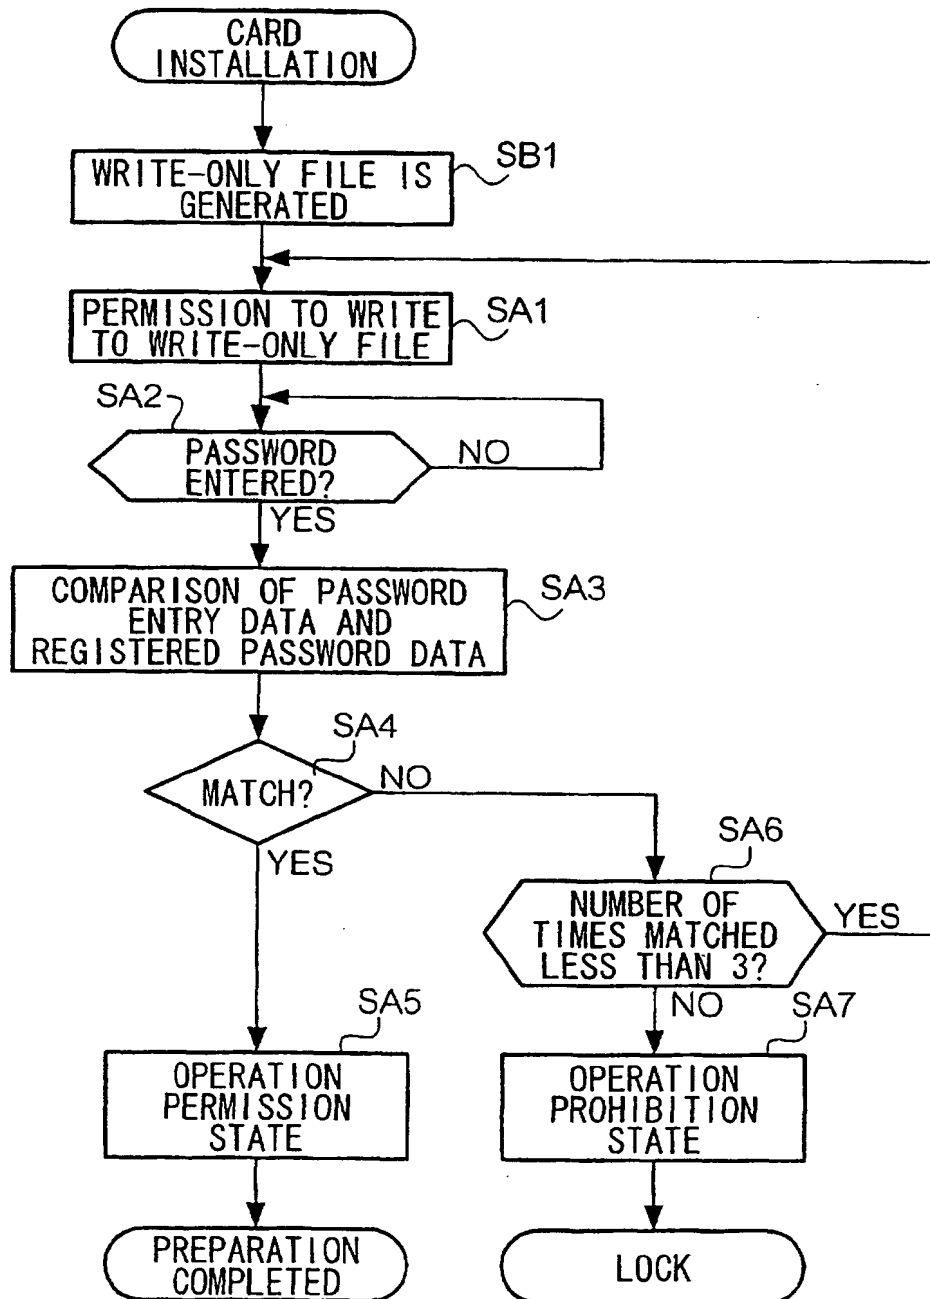 CARD
INSTALLATION
SB1
WRITE-ONLY FILE IS
GENERATED
PERMISSION TO WRITE
TO WRITE-ONLY FILE
SA1
SA2
PASSWORD
ENTERED?
NO
YES
COMPARISON OF PASSWORD
ENTRY DATA AND
REGISTERED PASSWORD DATA
SA3
SA4
MATCH?
NO
YES
SA6
NUMBER OF
TIMES MATCHED
LESS THAN 3?
YES
NO
SA5
OPERATION
PERMISSION
STATE
SA7
OPERATION
PROHIBITION
STATE
PREPARATION
COMPLETED
LOCK